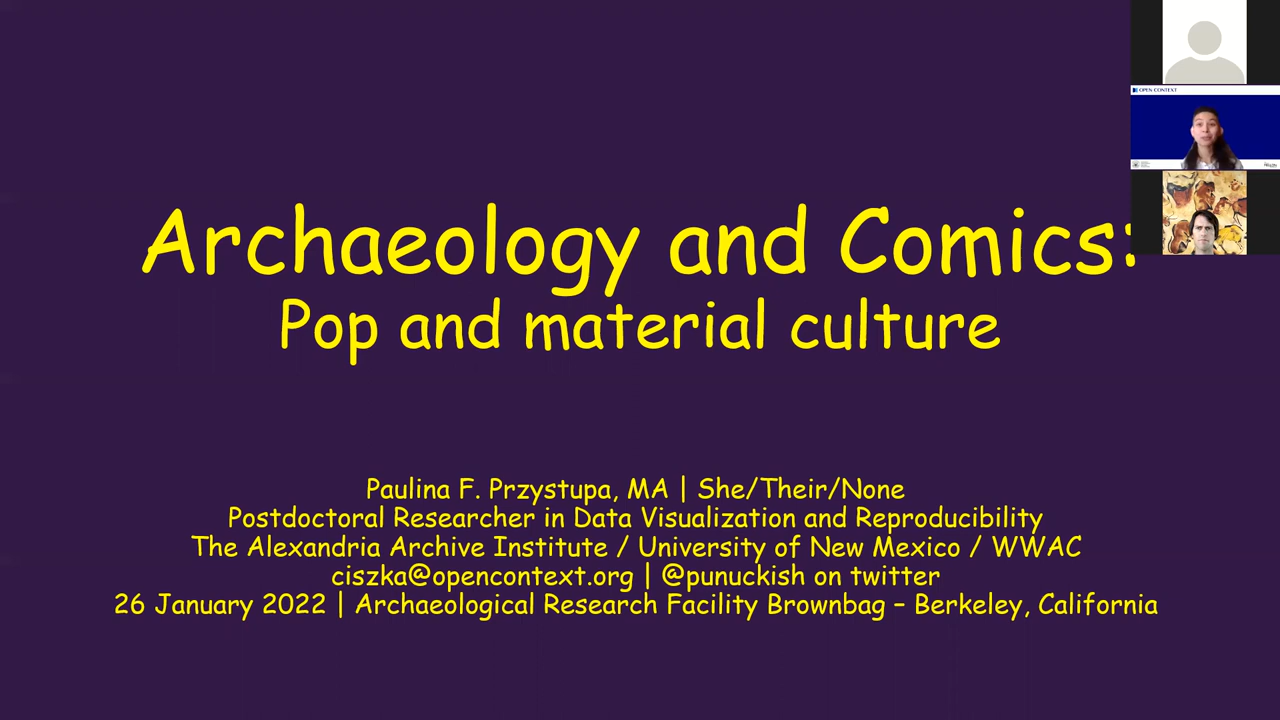 OPEN CONTEXT
Archaeology and Comics:
Pop and material culture
Paulina F. Przystupa, MA | She/Their/None
Postdoctoral Researcher in Data Visualization and Reproducibility
The Alexandria Archive Institute / University of New Mexico / WWAC
ciszka@opencontext.org | @punuckish on twitter
26 January 2022 | Archaeological Research Facility Brownbag – Berkeley, California